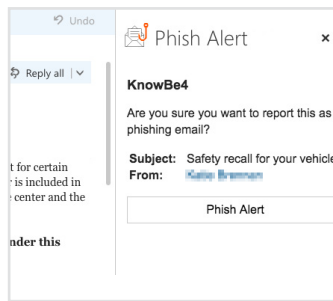 Undo
Phish Alert ×
Reply all
KnowBe4
Are you sure you want to report this as
phishing email?
t for certain
is included in
center and the
Subject: Safety recall for your vehicle
From:
Phish Alert
nder this